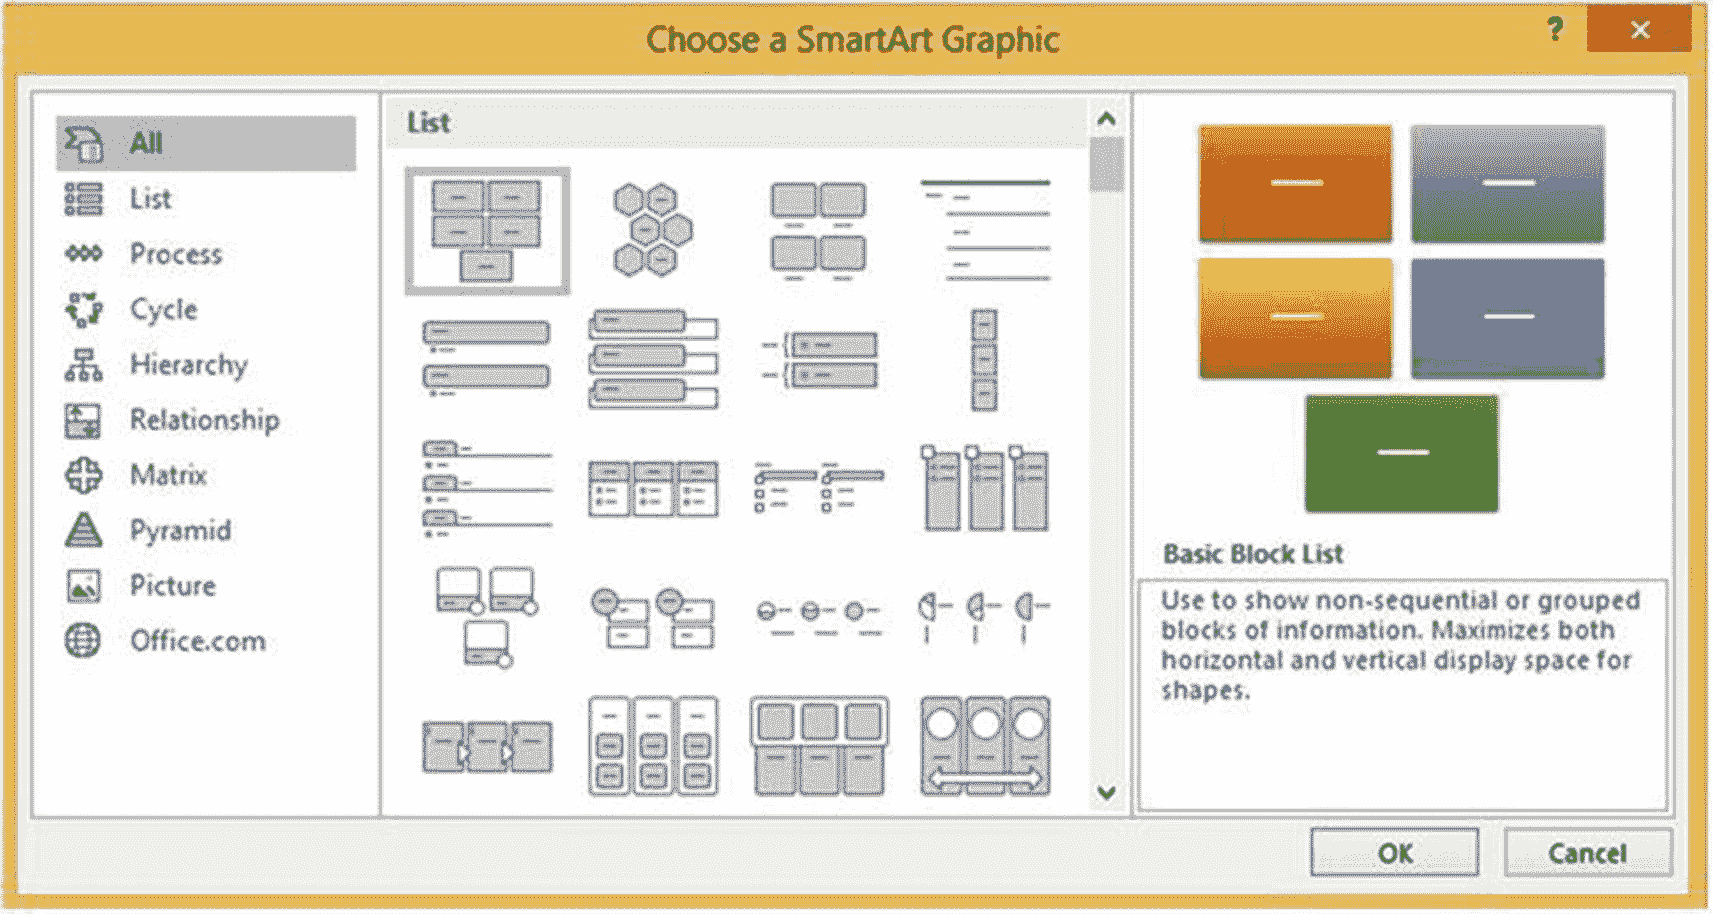 Choose a SmartArt Graphic
?
All
List
Process
Cycle
Hierarchy
Relationship
Matrix
Pyramid
Picture
Office.com
List
Basic Block List
Use to show non-sequential or grouped
blocks of information. Maximizes both
horizontal and vertical display space for
shapes.
OK
Cancel